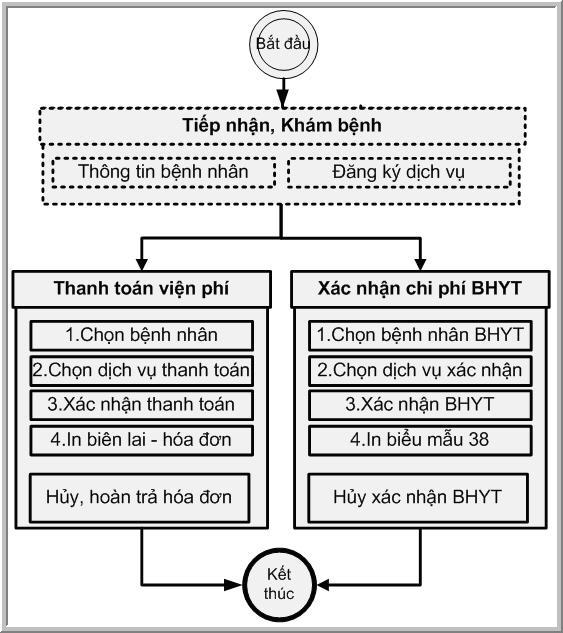 Bắt đầu
Tiếp nhận, Khám bệnh
Thông tin bệnh nhân
Đăng ký dịch vụ
Thanh toán viện phí
1.Chọn bệnh nhân
2.Chọn dịch vụ thanh toán
3.Xác nhận thanh toán
4.In biên lai - hóa đơn
Hủy, hoàn trả hóa đơn
Xác nhận chi phí BHYT
1.Chọn bệnh nhân BHYT
2.Chọn dịch vụ xác nhận
3.Xác nhận BHYT
4.In biểu mẫu 38
Hủy xác nhận BHYT
Kết
thúc